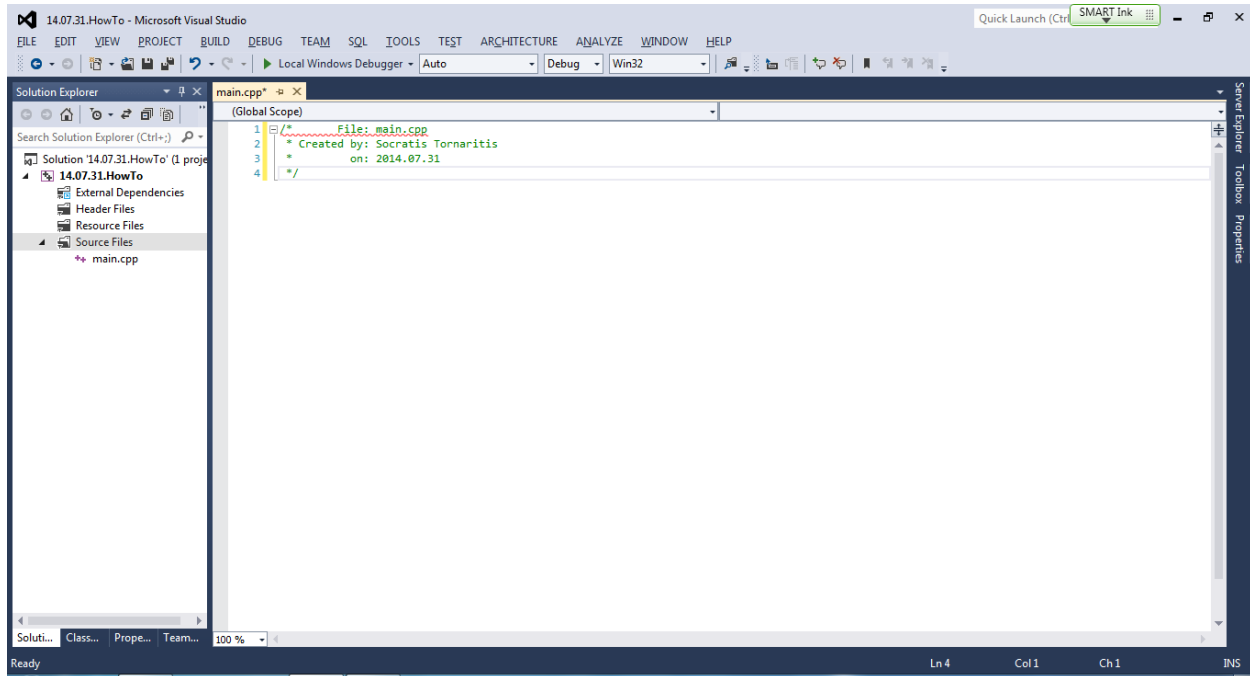 14.07.31.HowTo - Microsoft Visual Studio
Quick Launch (Ctrl
SMART Ink
FILE EDIT VIEW PROJECT BUILD DEBUG TEAM SQL TOOLS TEST ARCHITECTURE ANALYZE WINDOW HELP
Local Windows Debugger Auto Debug Win32
Solution Explorer
Search Solution Explorer (Ctrl+;)
Solution '14.07.31.HowTo' (1 proje
14.07.31.HowTo
External Dependencies
Header Files
Resource Files
Source Files
main.cpp
Soluti... Class... Prope... Team...
main.cpp*
(Global Scope)
1 /* File: main.cpp
2 * Created by: Socratis Tornaritis
3 * on: 2014.07.31
4 */
100 %
Server Explorer
Toolbox
Properties
Ready Ln 4 Col 1 Ch 1 INS